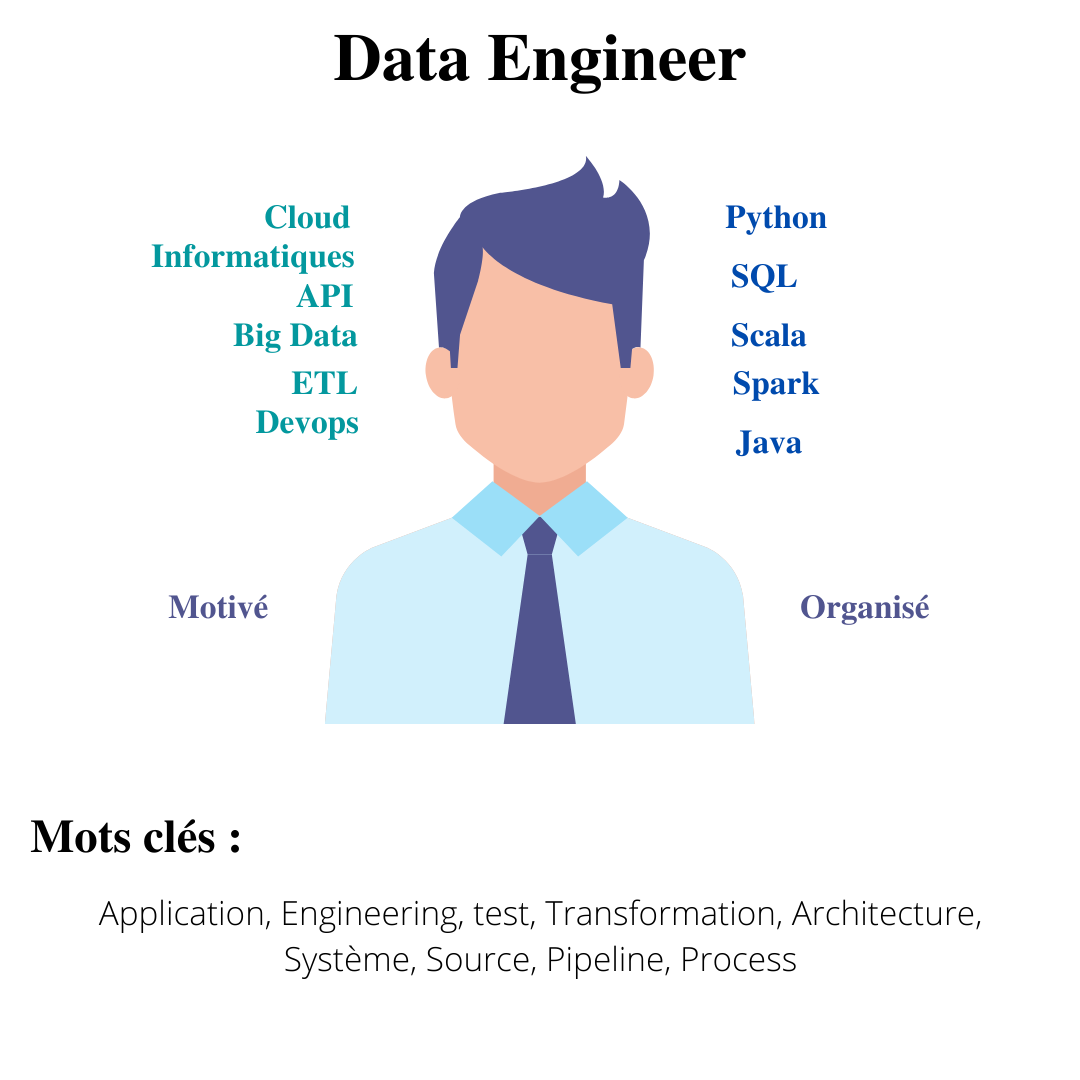 Data Engineer
Cloud
Informatiques
API
Big Data
ETL
Devops
Python
SQL
Scala
Spark
Java
Motivé
Organisé
Mots clés :
Application, Engineering, test, Transformation, Architecture,
Système, Source, Pipeline, Process